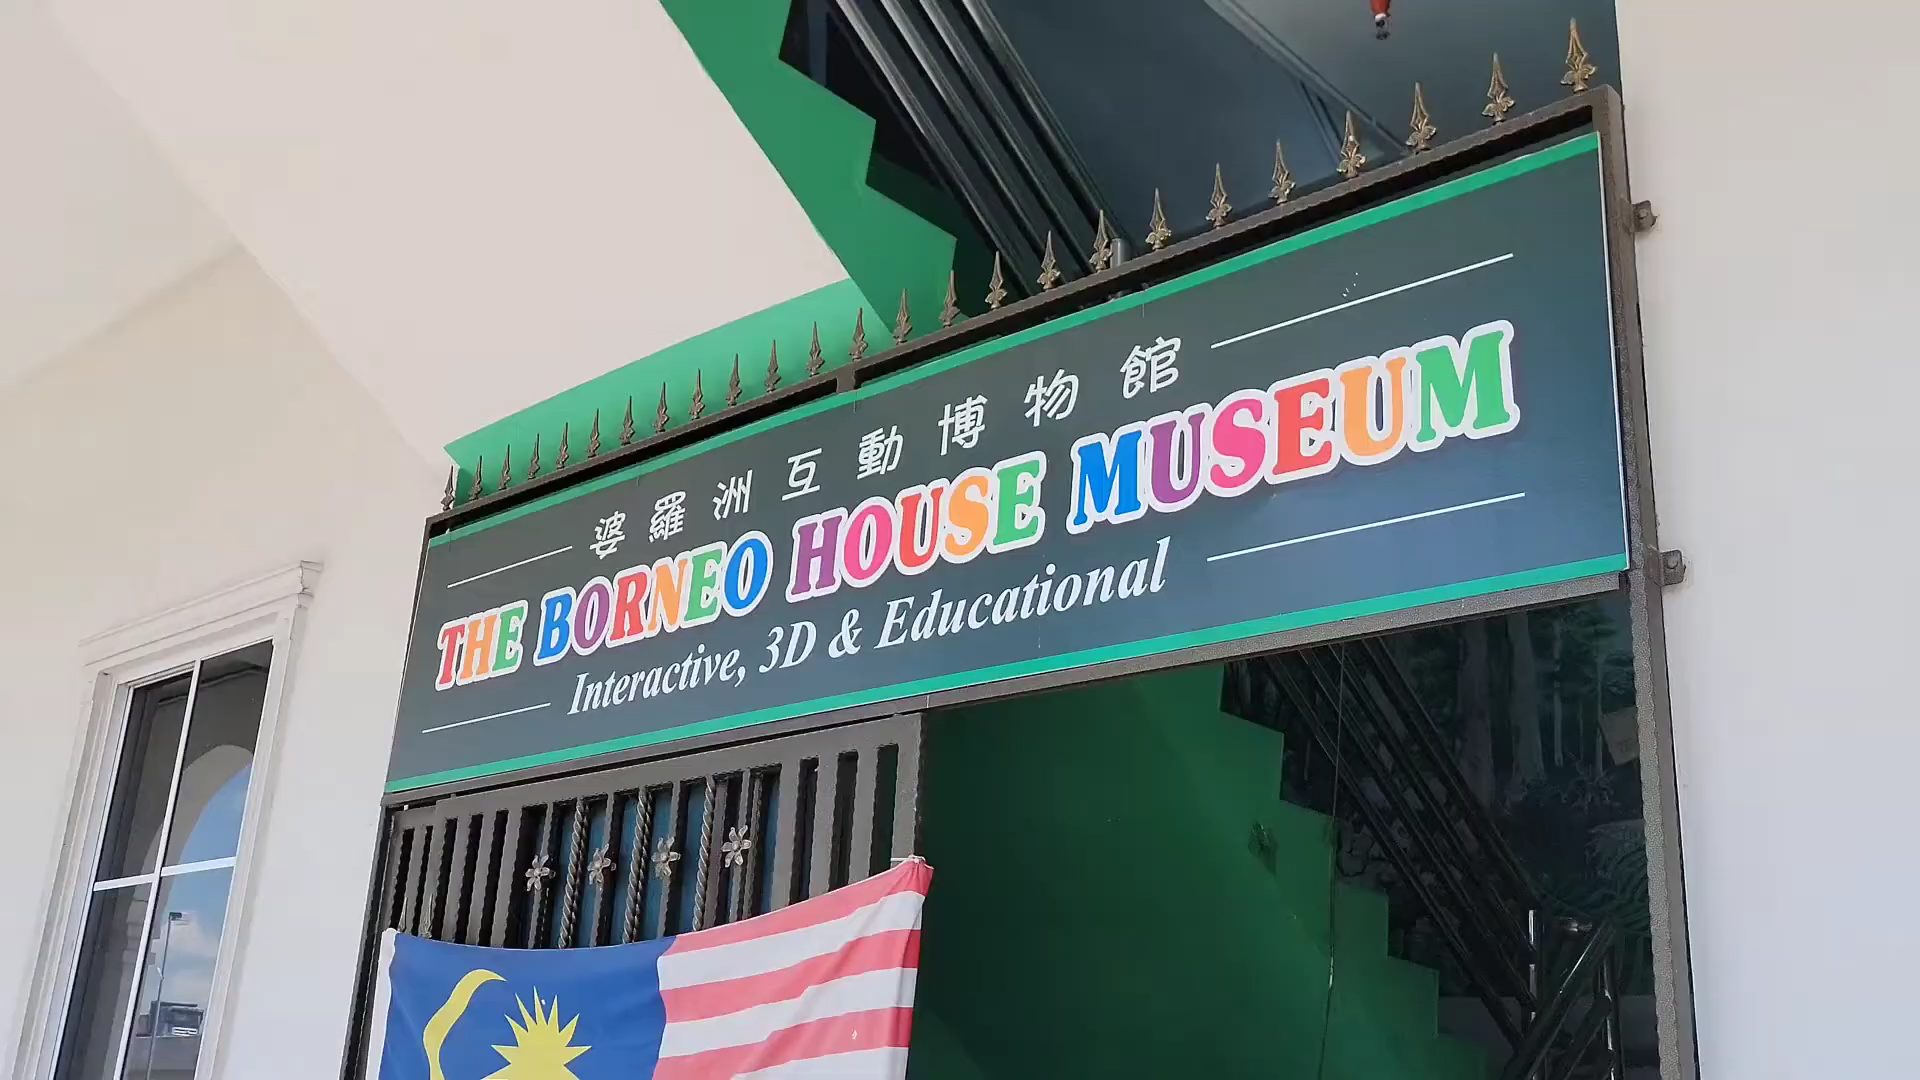 婆羅洲互動博物館
THE BORNEO HOUSE MUSEUM
Interactive, 3D & Educational